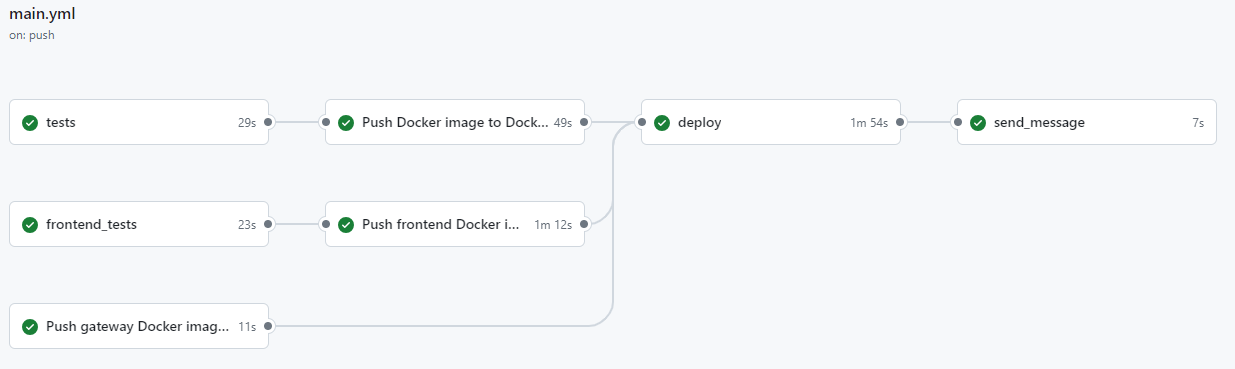 main.yml
on: push
tests 29s
Push Docker image to Dock... 49s
deploy 1m 54s
send_message 7s
frontend_tests 23s
Push frontend Docker i... 1m 12s
Push gateway Docker imag... 11s